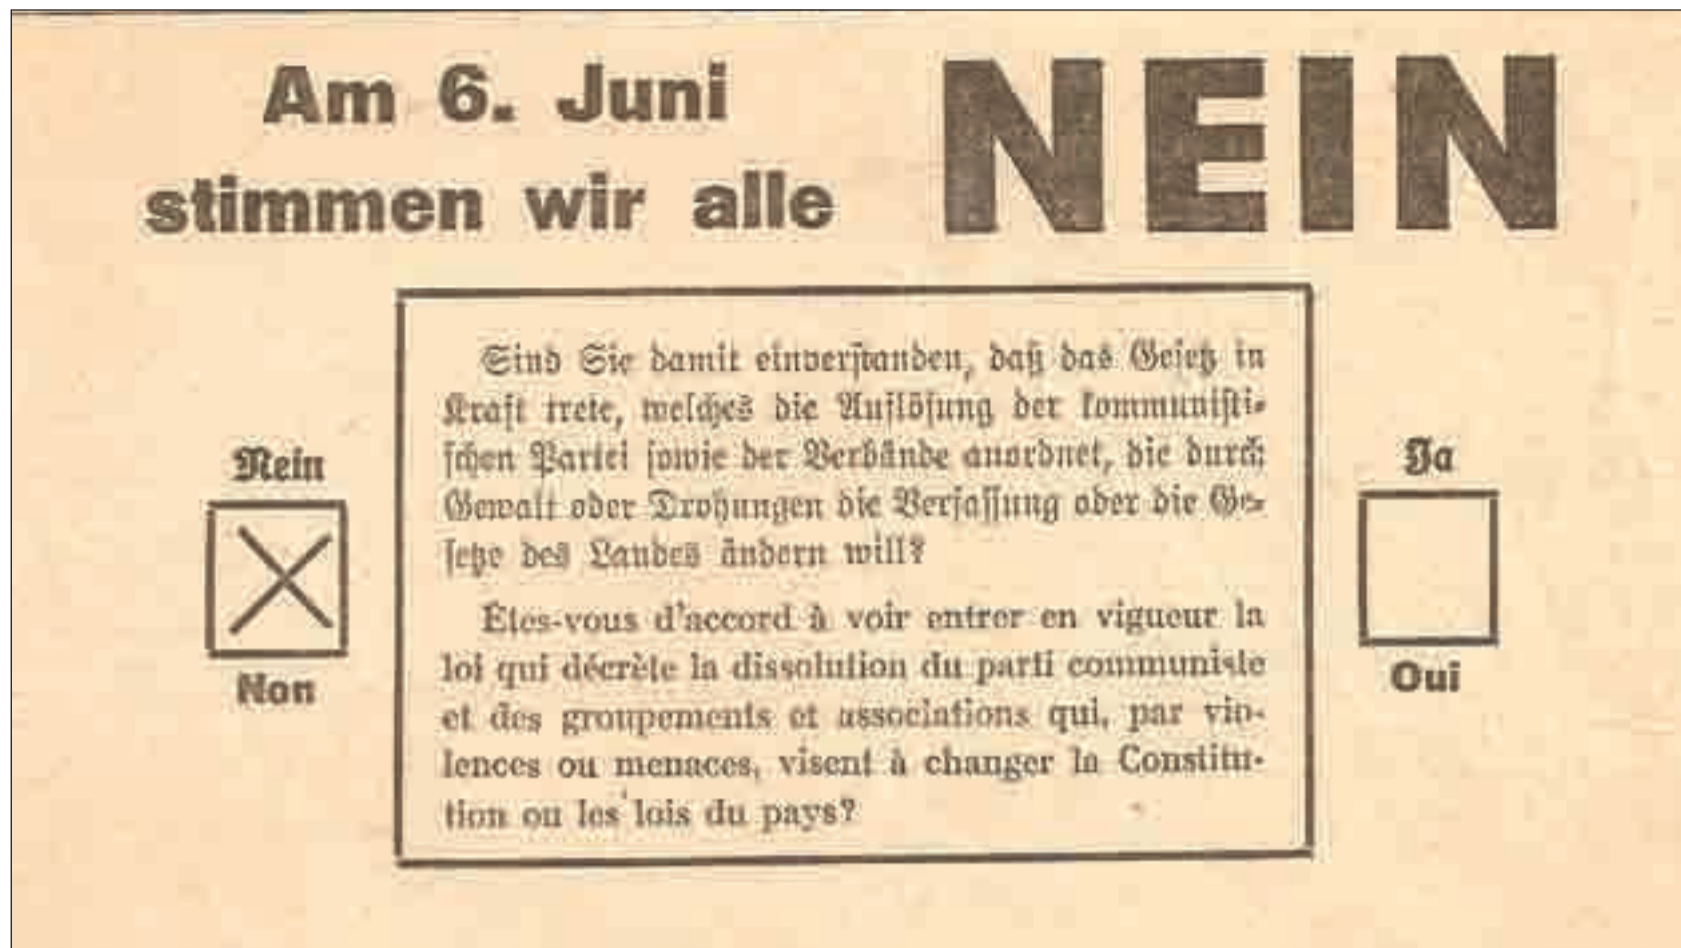 Am 6. Juni
stimmen wir alle
NEIN
Sind Sie damit einverstanden, daß das Gesetz in
Kraft trete, welches die Auflösung der kommunisti-
schen Partei sowie der Verbände anordnet, die durch
Gewalt oder Drohungen die Verfassung oder die Ge-
setze des Landes ändern will?
Êtes-vous d'accord à voir entrer en vigueur la
loi qui décrète la dissolution du parti communiste
et des groupements et associations qui, par vio-
lences ou menaces, visent à changer la Constitu-
tion ou les lois du pays?
Nein
Non
Ja
Oui